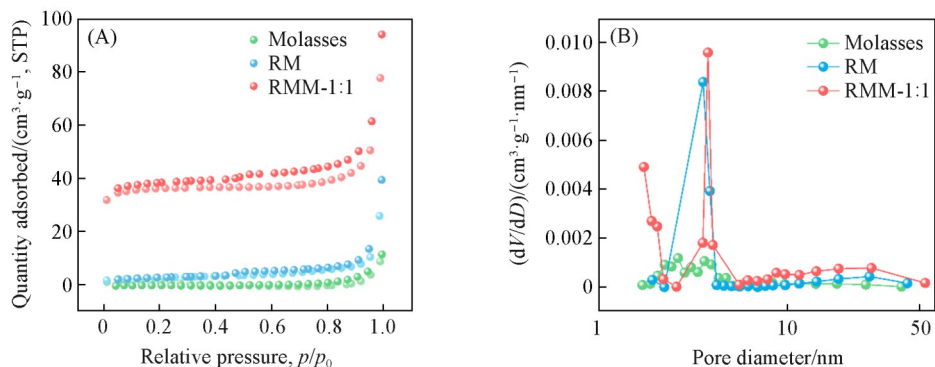 (A)
Molasses
RM
RMM-1:1
Quantity adsorbed/(cm³·g⁻¹, STP)
100
80
60
40
20
0
0 0.2 0.4 0.6 0.8 1.0
Relative pressure, p/p₀
(B)
Molasses
RM
RMM-1:1
(dV/dD)/(cm³·g⁻¹·nm⁻¹)
0.010
0.008
0.006
0.004
0.002
0
1 10 50
Pore diameter/nm